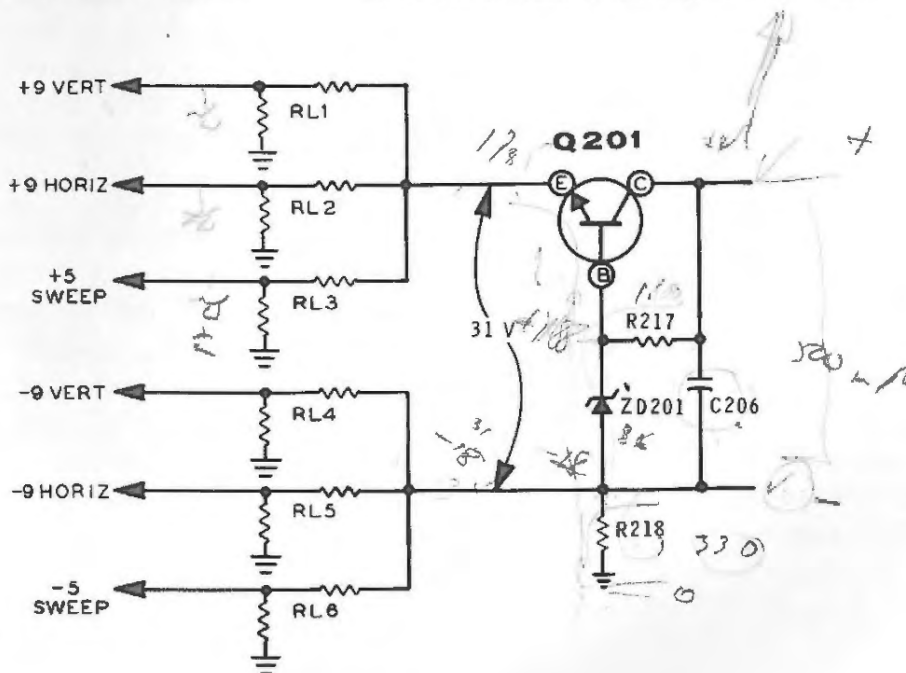 +9 VERT
RL1
+9 HORIZ
RL2
+5
SWEEP
RL3
-9 VERT
RL4
-9 HORIZ
RL5
-5
SWEEP
RL6
31 V
Q201
E
C
B
R217
ZD201
C206
R218
330
0
+
-